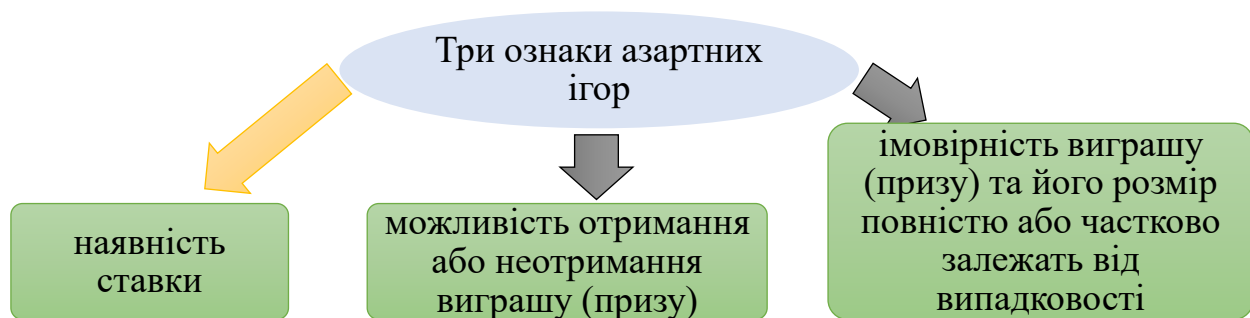 Три ознаки азартних
ігор
наявність
ставки
можливість отримання
або неотримання
виграшу (призу)
імовірність виграшу
(призу) та його розмір
повністю або частково
залежать від
випадковості